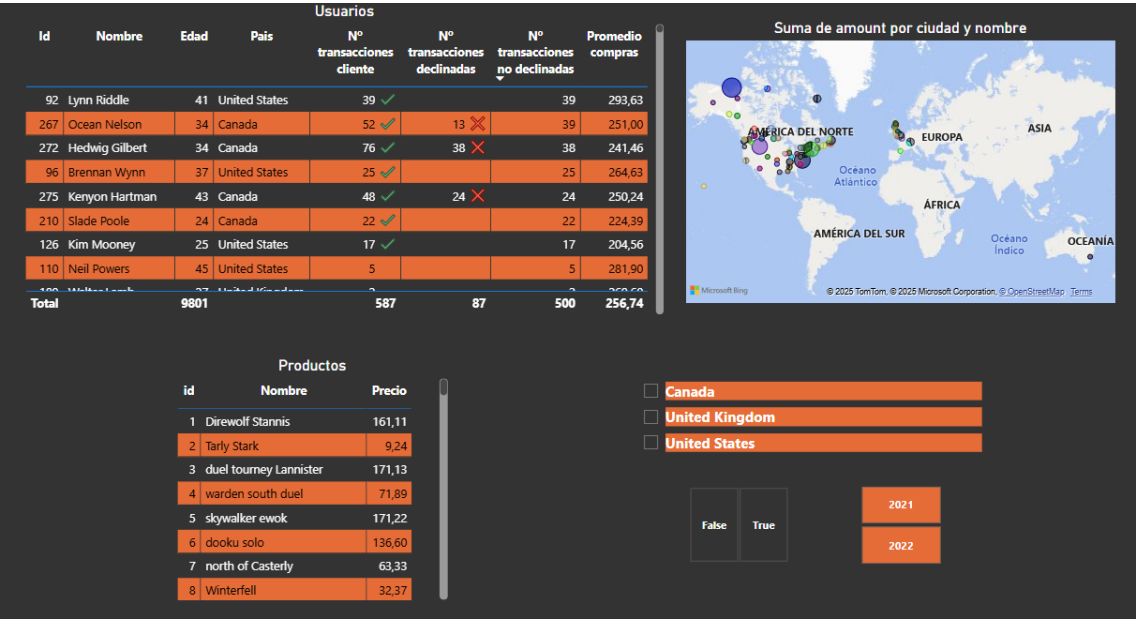 Usuarios
Id Nombre Edad Pais Nº transacciones cliente Nº transacciones declinadas Nº transacciones no declinadas Promedio compras
92 Lynn Riddle 41 United States 39 39 293,63
267 Ocean Nelson 34 Canada 52 13 39 251,00
272 Hedwig Gilbert 34 Canada 76 38 38 241,46
96 Brennan Wynn 37 United States 25 25 264,63
275 Kenyon Hartman 43 Canada 48 24 24 250,24
210 Slade Poole 24 Canada 22 22 224,39
126 Kim Mooney 25 United States 17 17 204,56
110 Neil Powers 45 United States 5 5 281,90
Total 9801 587 87 500 256,74
Suma de amount por ciudad y nombre
AMÉRICA DEL NORTE
EUROPA
ASIA
Océano
Atlántico
ÁFRICA
AMÉRICA DEL SUR
Océano
Índico
OCEANÍA
Microsoft Bing
© 2025 TomTom, © 2025 Microsoft Corporation, © OpenStreetMap Terms
Productos
id Nombre Precio
1 Direwolf Stannis 161,11
2 Tarly Stark 9,24
3 duel tourney Lannister 171,13
4 warden south duel 71,89
5 skywalker ewok 171,22
6 dooku solo 136,60
7 north of Casterly 63,33
8 Winterfell 32,37
Canada
United Kingdom
United States
False True
2021
2022